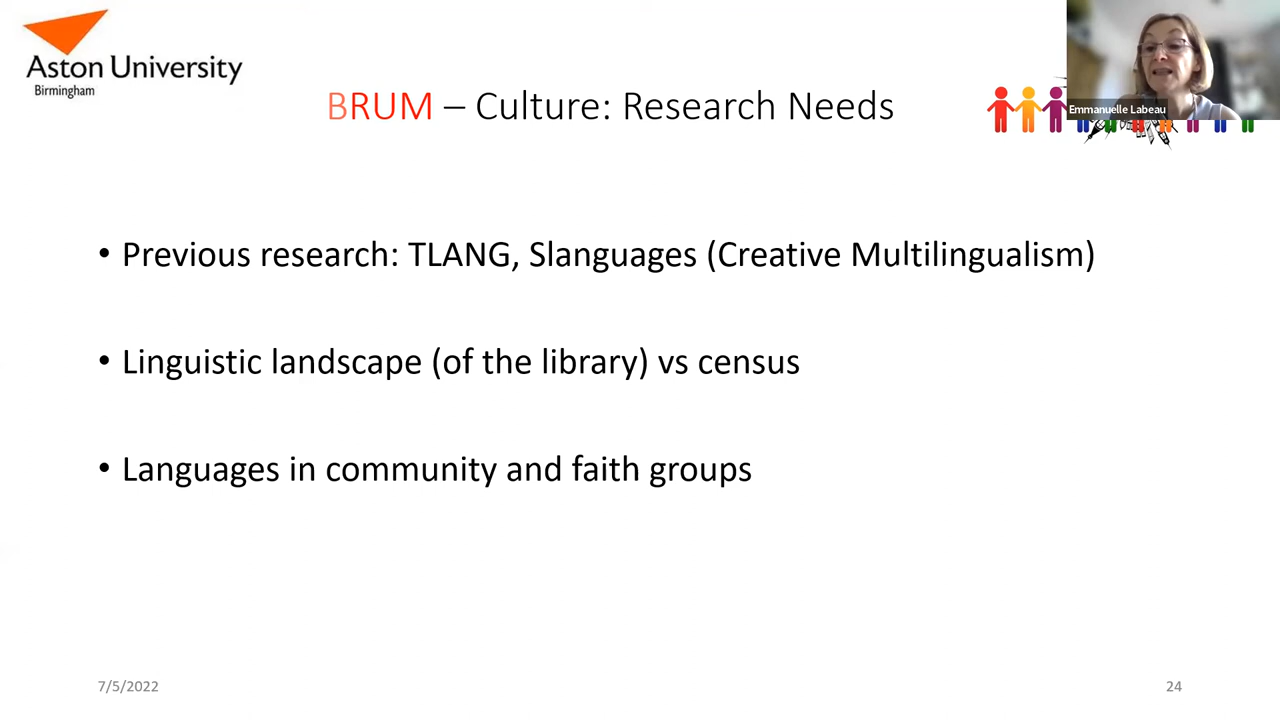 Aston University
Birmingham
BRUM – Culture: Research Needs
Emmanuelle Labeau
• Previous research: TLANG, Slanguages (Creative Multilingualism)
• Linguistic landscape (of the library) vs census
• Languages in community and faith groups
7/5/2022
24